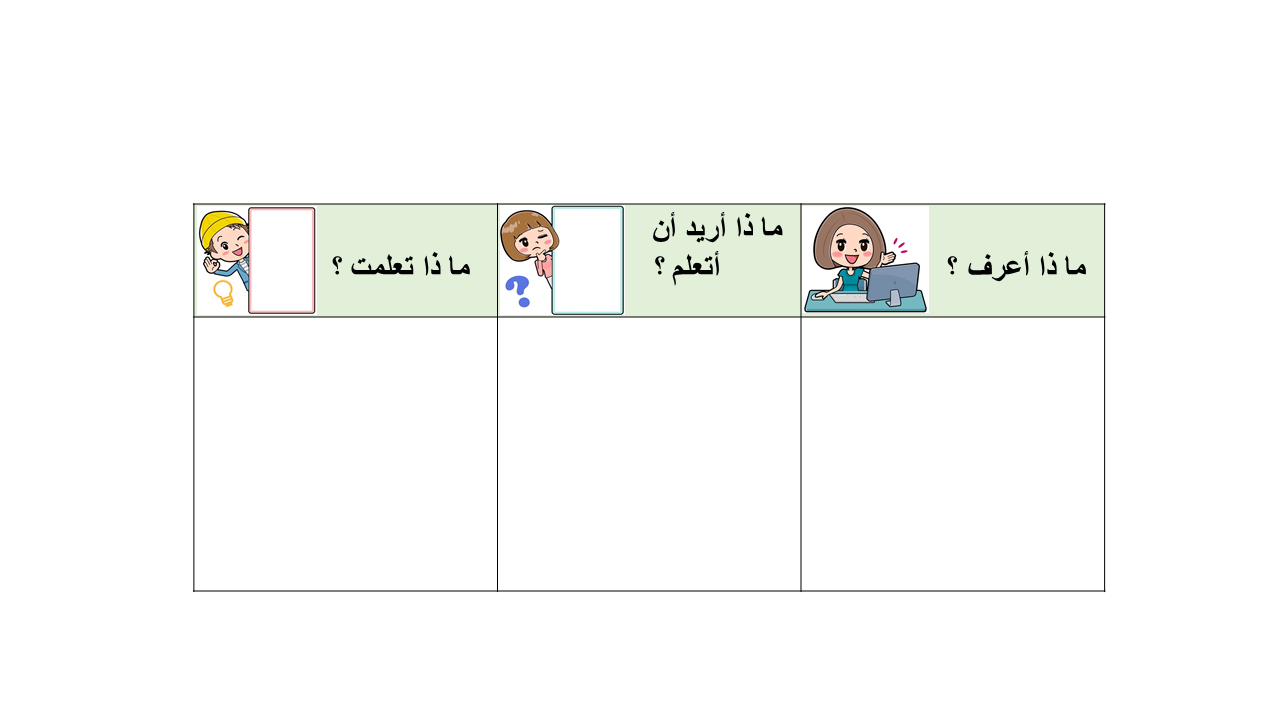 ما ذا أعرف ؟
ما ذا أريد أن
أتعلم ؟
ما ذا تعلمت ؟